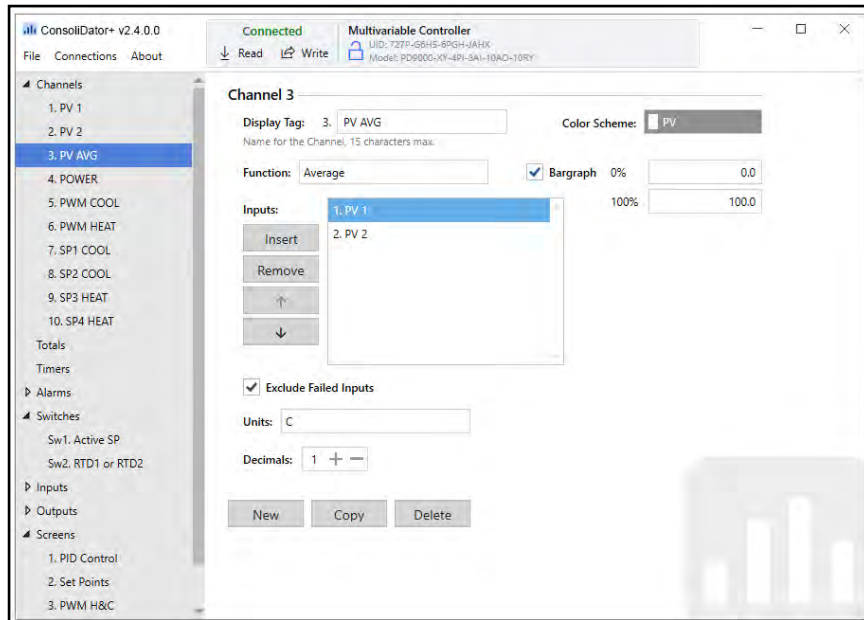 ConsoliDator+ v2.4.0.0
File Connections About
Connected
Read Write
Multivariable Controller
UID: 727P-G6HS-6PGH-JAHX
Model: PD9000-XY-4PI-3AI-10AO-10RY
Channels
1. PV 1
2. PV 2
3. PV AVG
4. POWER
5. PWM COOL
6. PWM HEAT
7. SP1 COOL
8. SP2 COOL
9. SP3 HEAT
10. SP4 HEAT
Totals
Timers
Alarms
Switches
Sw1. Active SP
Sw2. RTD1 or RTD2
Inputs
Outputs
Screens
1. PID Control
2. Set Points
3. PWM H&C
Channel 3
Display Tag: 3. PV AVG Color Scheme: PV
Name for the Channel, 15 characters max.
Function: Average Bargraph 0% 0.0
100% 100.0
Inputs: 1. PV 1
2. PV 2
Insert
Remove
Exclude Failed Inputs
Units: C
Decimals: 1
New Copy Delete